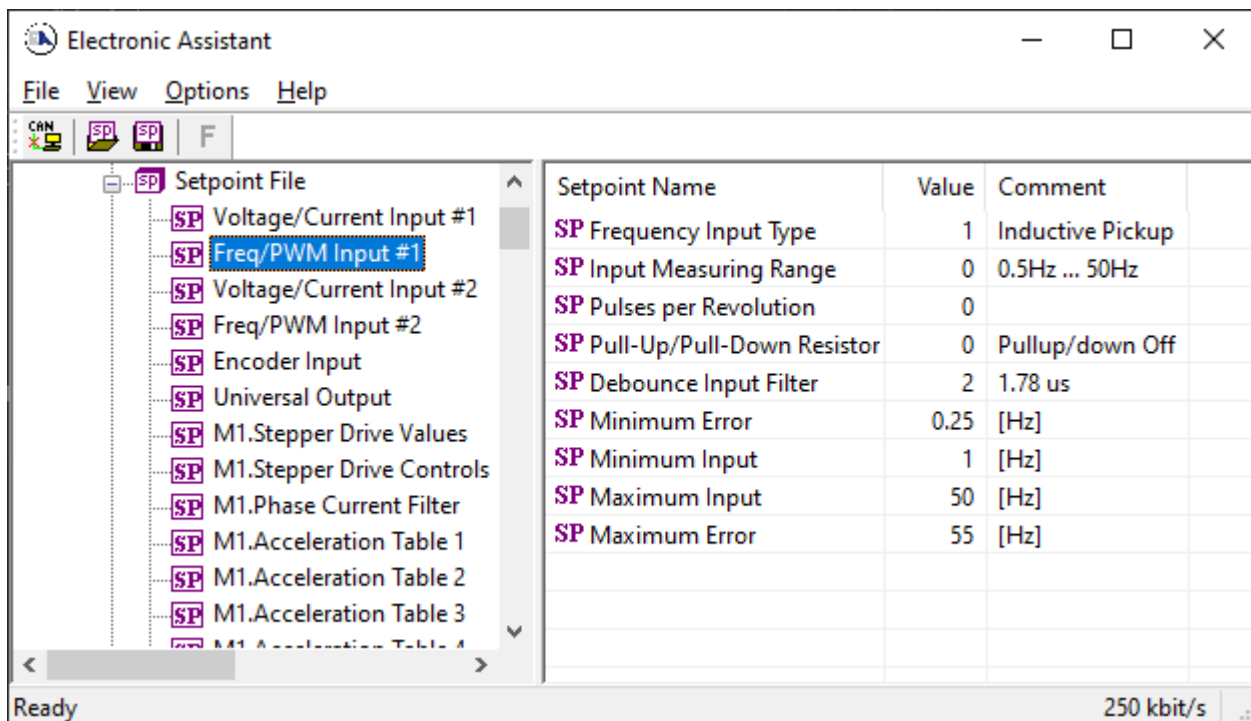 Electronic Assistant
File View Options Help
CAN SP SP F
SP Setpoint File
SP Voltage/Current Input #1
SP Freq/PWM Input #1
SP Voltage/Current Input #2
SP Freq/PWM Input #2
SP Encoder Input
SP Universal Output
SP M1.Stepper Drive Values
SP M1.Stepper Drive Controls
SP M1.Phase Current Filter
SP M1.Acceleration Table 1
SP M1.Acceleration Table 2
SP M1.Acceleration Table 3
SP M1.Acceleration Table 4
Setpoint Name Value Comment
SP Frequency Input Type 1 Inductive Pickup
SP Input Measuring Range 0 0.5Hz ... 50Hz
SP Pulses per Revolution 0
SP Pull-Up/Pull-Down Resistor 0 Pullup/down Off
SP Debounce Input Filter 2 1.78 us
SP Minimum Error 0.25 [Hz]
SP Minimum Input 1 [Hz]
SP Maximum Input 50 [Hz]
SP Maximum Error 55 [Hz]
Ready 250 kbit/s